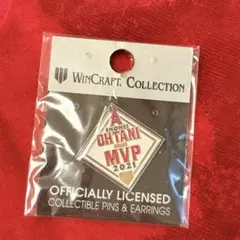 WINCRAFT. COLLECTION
SHOHEI
OHTANI
MVP
2021
OFFICIALLY LICENSED
COLLECTIBLE PINS & EARRINGS